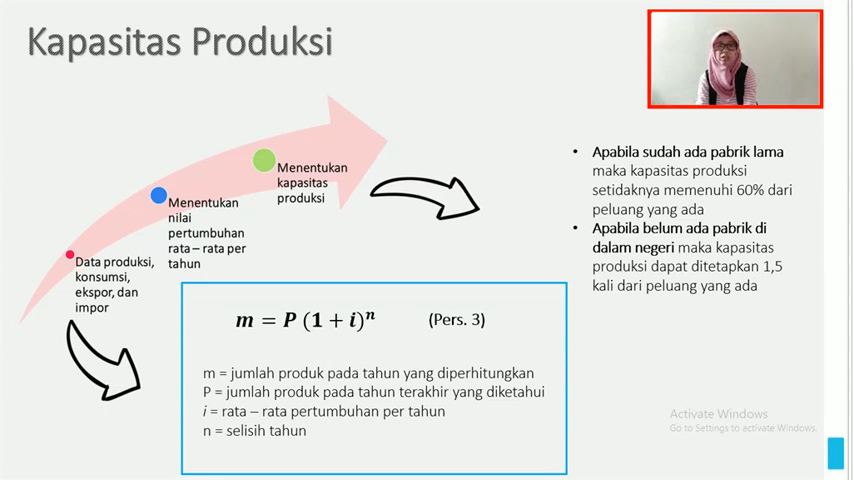 Kapasitas Produksi
Data produksi,
konsumsi,
ekspor, dan
impor
Menentukan
nilai
pertumbuhan
rata – rata per
tahun
Menentukan
kapasitas
produksi
• Apabila sudah ada pabrik lama
maka kapasitas produksi
setidaknya memenuhi 60% dari
peluang yang ada
• Apabila belum ada pabrik di
dalam negeri maka kapasitas
produksi dapat ditetapkan 1,5
kali dari peluang yang ada
m = P (1 + i)ⁿ (Pers. 3)
m = jumlah produk pada tahun yang diperhitungkan
P = jumlah produk pada tahun terakhir yang diketahui
i = rata – rata pertumbuhan per tahun
n = selisih tahun
Activate Windows
Go to Settings to activate Windows.